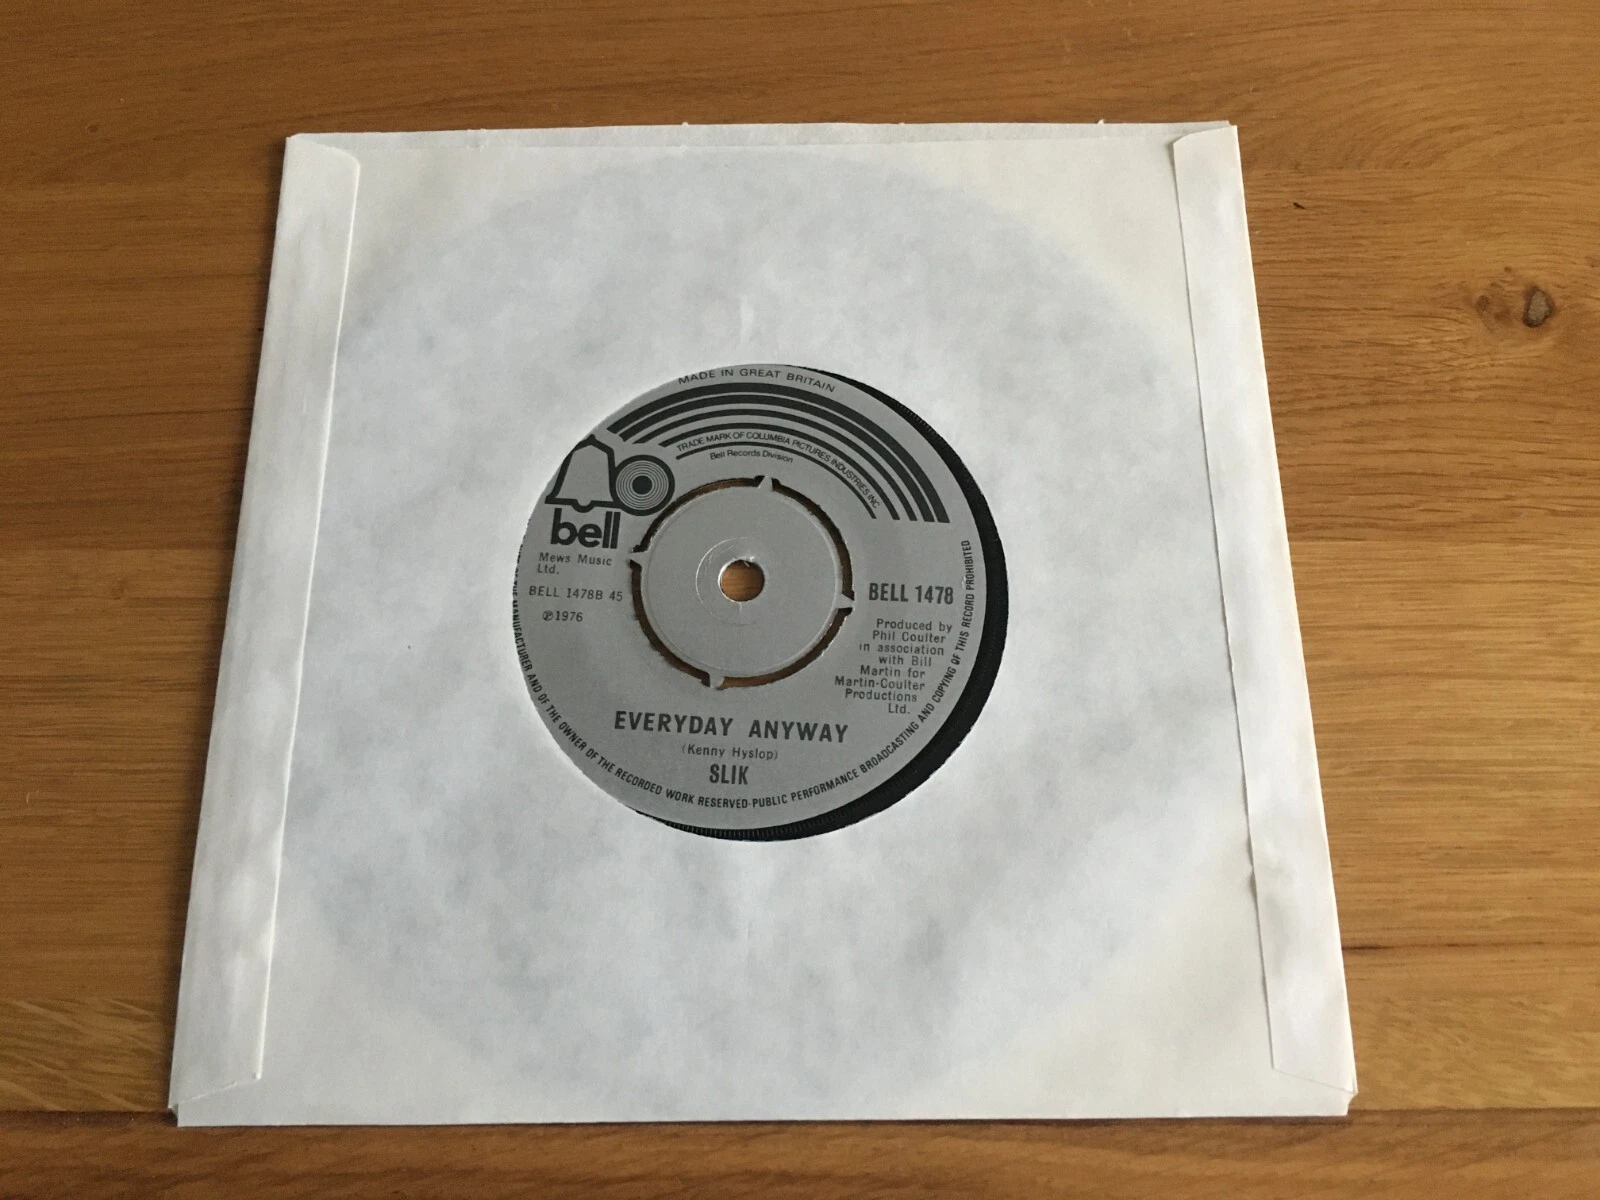 MADE IN GREAT BRITAIN
TRADE MARK OF COLUMBIA PICTURES INDUSTRIES INC.
Bell Records Division
bell
Mews Music
Ltd.
BELL 1478B 45
℗1976
BELL 1478
Produced by
Phil Coulter
in association
with Bill
Martin for
Martin-Coulter
Productions
Ltd.
EVERYDAY ANYWAY
(Kenny Hyslop)
SLIK
MANUFACTURER AND OF THE OWNER OF THE RECORDED WORK RESERVED-PUBLIC PERFORMANCE BROADCASTING AND COPYING OF THIS RECORD PROHIBITED